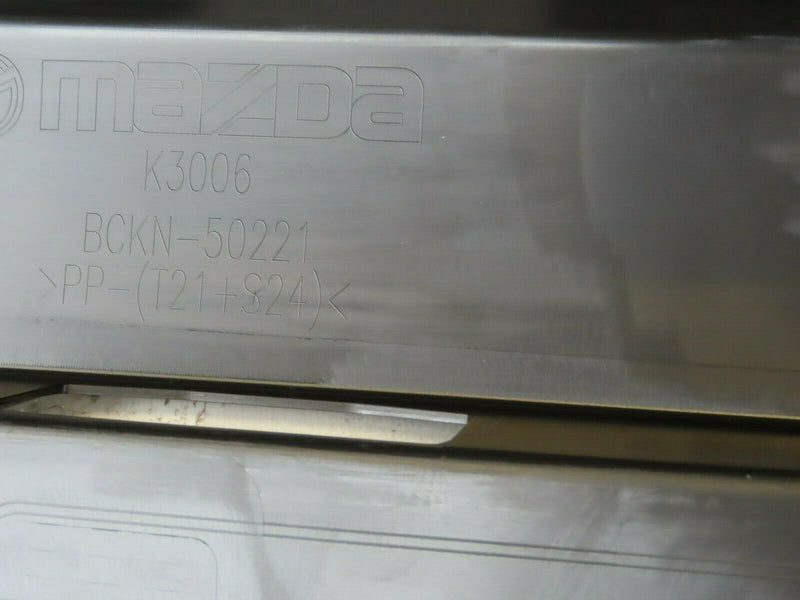 mazda
K3006
BCKN-50221
>PP-(T21+S24)<